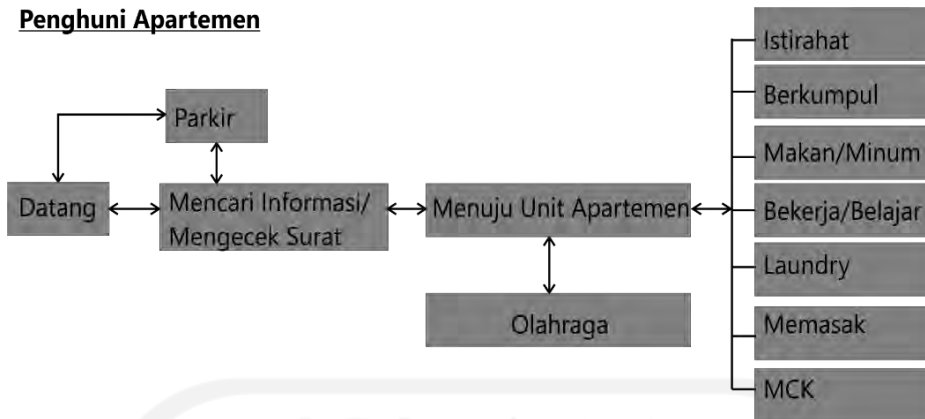 Penghuni Apartemen
Parkir
Datang
Mencari Informasi/
Mengecek Surat
Menuju Unit Apartemen
Olahraga
Istirahat
Berkumpul
Makan/Minum
Bekerja/Belajar
Laundry
Memasak
MCK